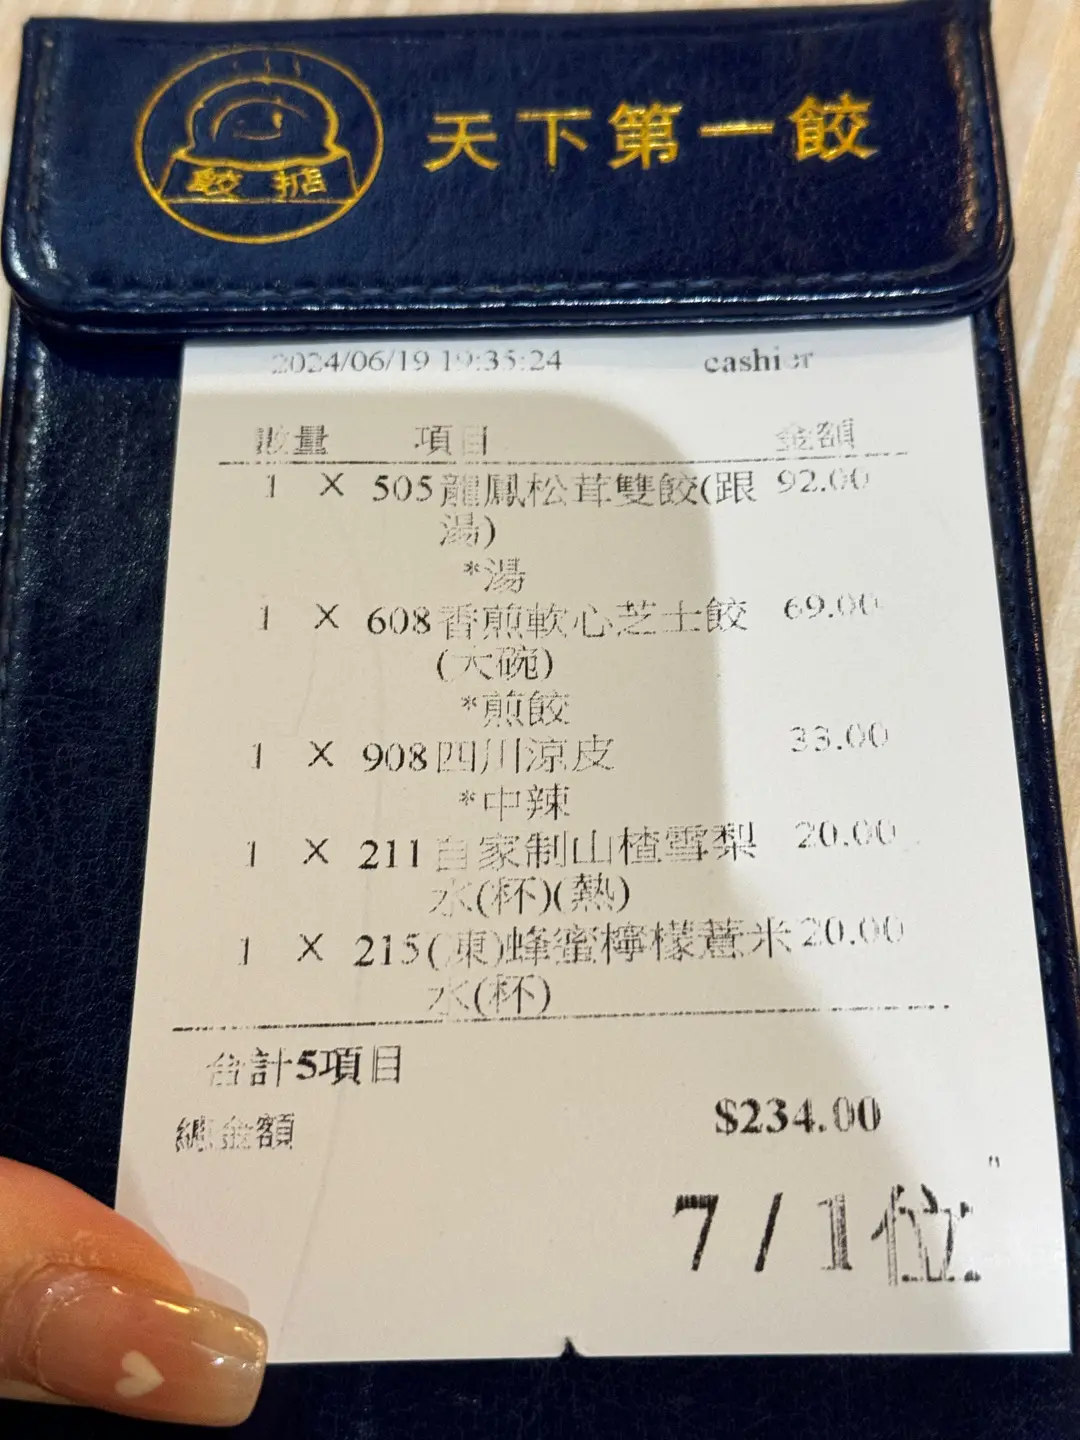 天下第一餃
餃掂
2024/06/19 19:35:24 cashier
數量 項目 金額
1 X 505龍鳳松茸雙餃(跟 92.00
湯)
*湯
1 X 608香煎軟心芝士餃 69.00
(大碗)
*煎餃
1 X 908四川涼皮 33.00
*中辣
1 X 211自家制山楂雪梨 20.00
水(杯)(熱)
1 X 215(凍)蜂蜜檸檬薏米 20.00
水(杯)
合計5項目
總金額 $234.00
7 / 1位